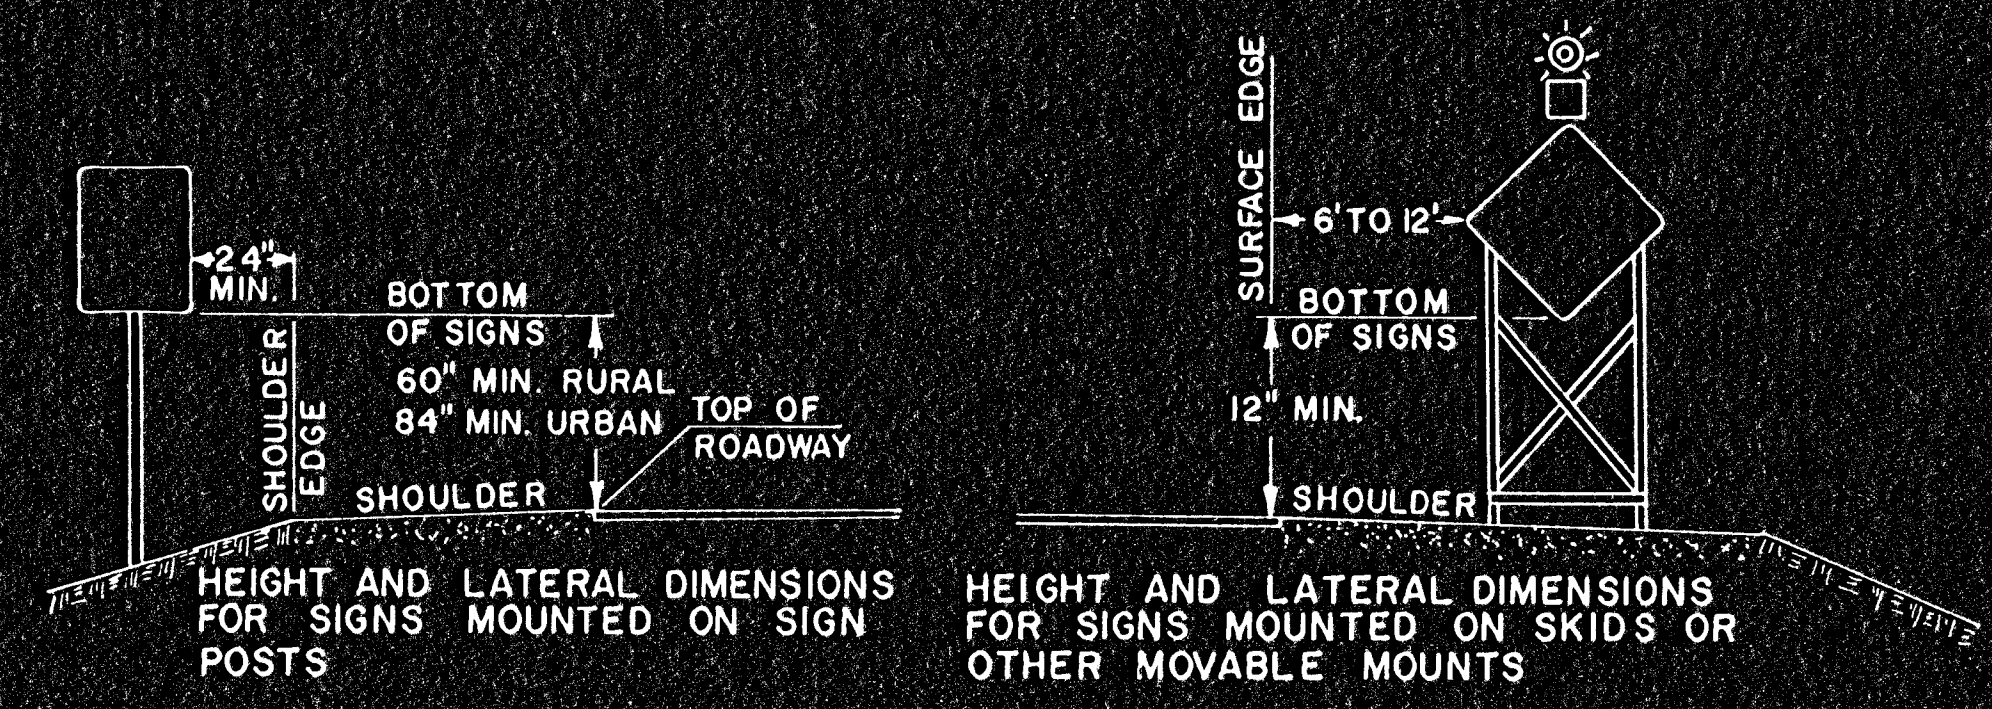 24"
MIN.
SHOULDER
EDGE
BOTTOM
OF SIGNS
60" MIN. RURAL
84" MIN. URBAN
TOP OF
ROADWAY
SHOULDER
HEIGHT AND LATERAL DIMENSIONS
FOR SIGNS MOUNTED ON SIGN
POSTS
SURFACE EDGE
6' TO 12'
BOTTOM
OF SIGNS
12" MIN.
SHOULDER
HEIGHT AND LATERAL DIMENSIONS
FOR SIGNS MOUNTED ON SKIDS OR
OTHER MOVABLE MOUNTS